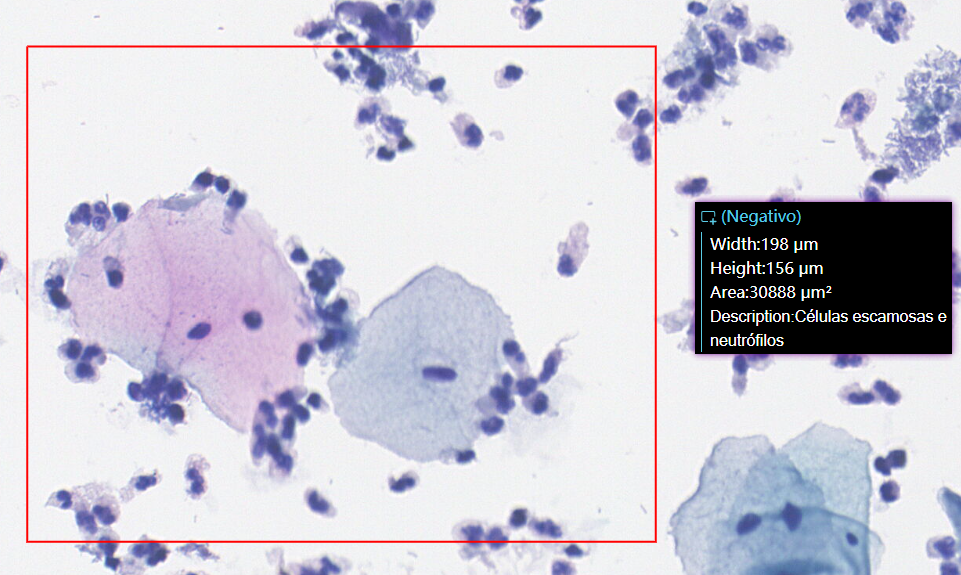 (Negativo)
Width:198 µm
Height:156 µm
Area:30888 µm²
Description:Células escamosas e
neutrófilos